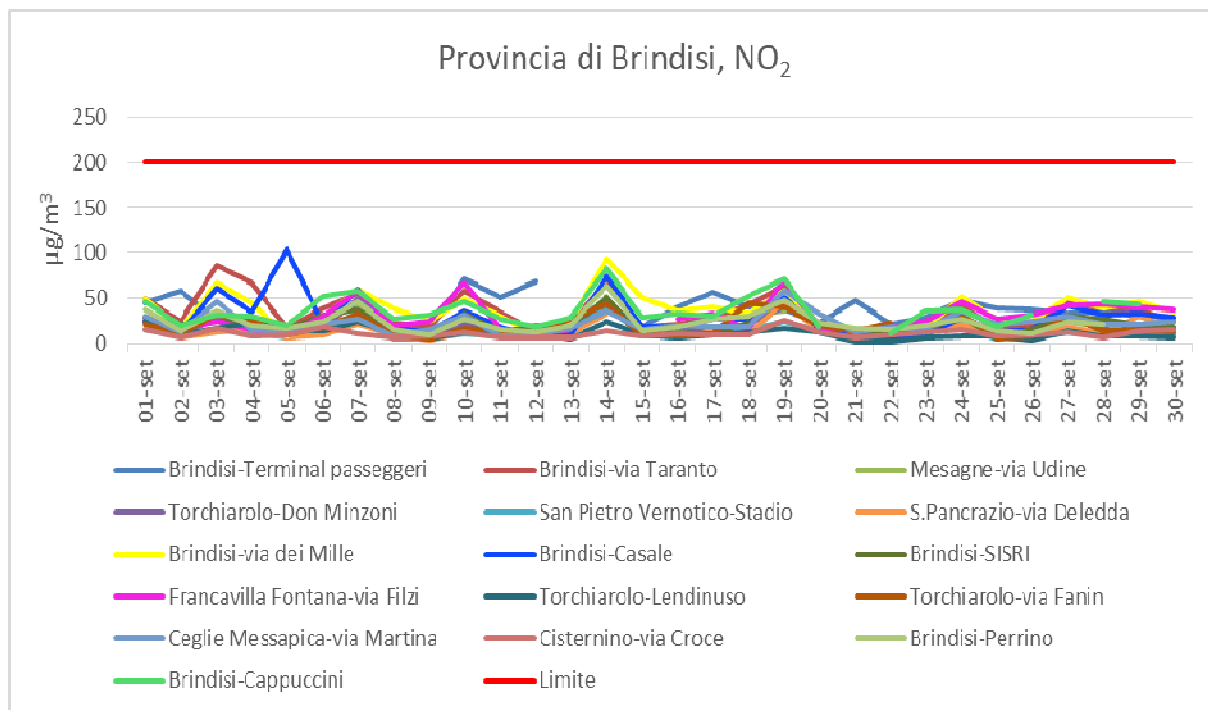 Provincia di Brindisi, NO₂
250
200
150
100
50
0
µg/m³
01-set
02-set
03-set
04-set
05-set
06-set
07-set
08-set
09-set
10-set
11-set
12-set
13-set
14-set
15-set
16-set
17-set
18-set
19-set
20-set
21-set
22-set
23-set
24-set
25-set
26-set
27-set
28-set
29-set
30-set
Brindisi-Terminal passeggeri Brindisi-via Taranto Mesagne-via Udine
Torchiarolo-Don Minzoni San Pietro Vernotico-Stadio S.Pancrazio-via Deledda
Brindisi-via dei Mille Brindisi-Casale Brindisi-SISRI
Francavilla Fontana-via Filzi Torchiarolo-Lendinuso Torchiarolo-via Fanin
Ceglie Messapica-via Martina Cisternino-via Croce Brindisi-Perrino
Brindisi-Cappuccini Limite